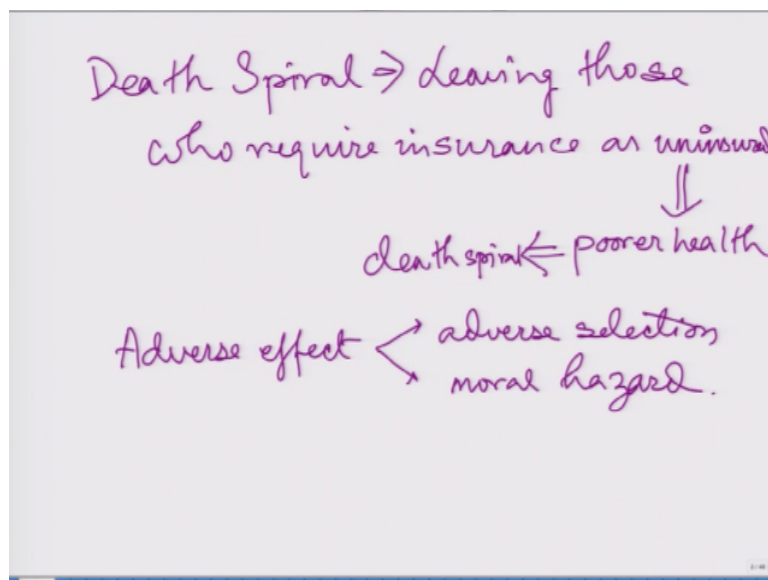 Death Spiral ⇒ Leaving those
who require insurance as uninsured
⇓
death spiral ⇐ poorer health
Adverse effect < adverse selection
moral hazard.